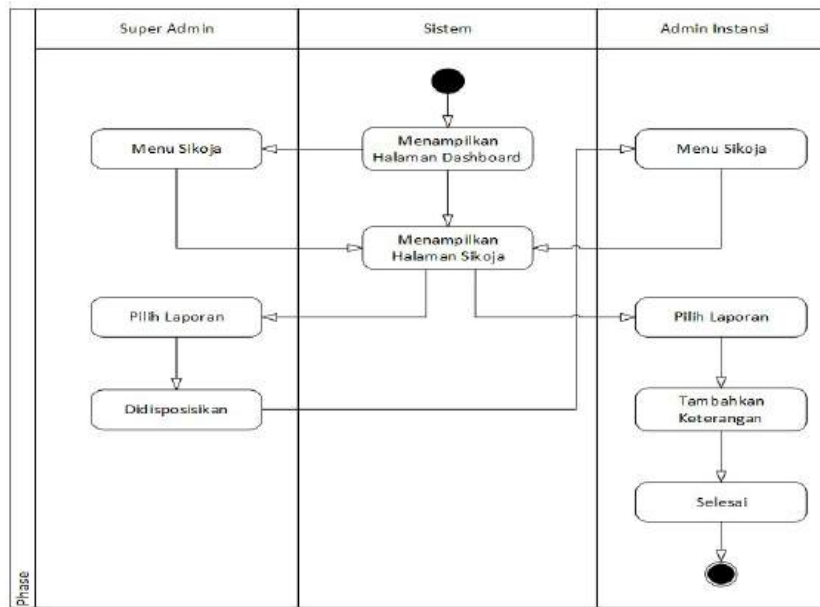 Super Admin
Sistem
Admin Instansi
Menu Sikoja
Menampilkan
Halaman Dashboard
Menu Sikoja
Menampilkan
Halaman Sikoja
Pilih Laporan
Pilih Laporan
Didisposisikan
Tambahkan
Keterangan
Selesai
Phase